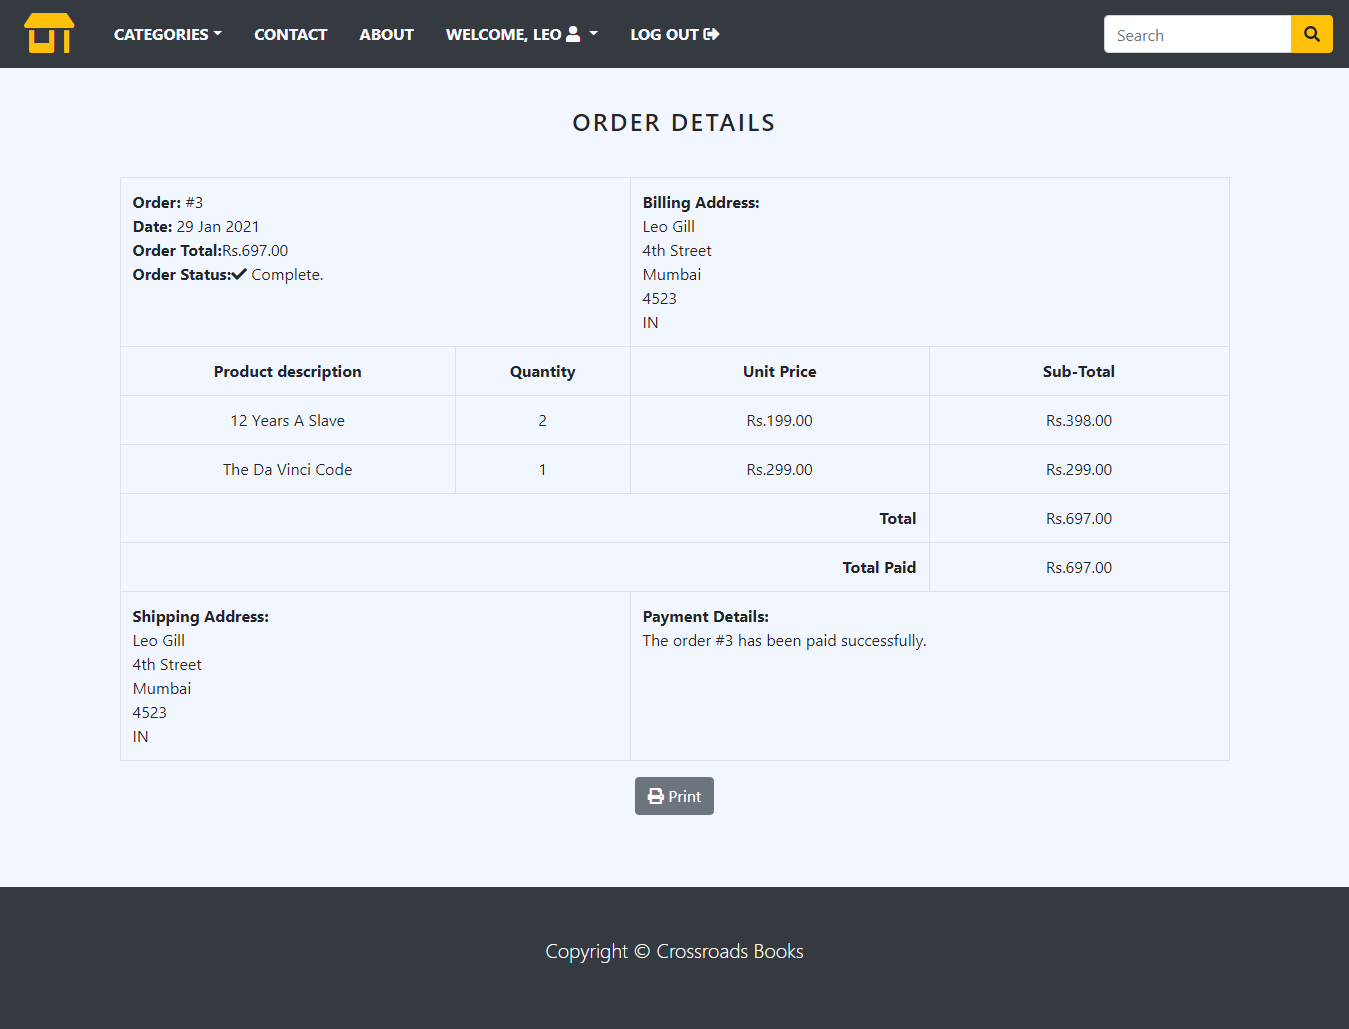 CATEGORIES CONTACT ABOUT WELCOME, LEO LOG OUT Search
ORDER DETAILS
Order: #3
Date: 29 Jan 2021
Order Total:Rs.697.00
Order Status: Complete.
Billing Address:
Leo Gill
4th Street
Mumbai
4523
IN
Product description Quantity Unit Price Sub-Total
12 Years A Slave 2 Rs.199.00 Rs.398.00
The Da Vinci Code 1 Rs.299.00 Rs.299.00
Total Rs.697.00
Total Paid Rs.697.00
Shipping Address:
Leo Gill
4th Street
Mumbai
4523
IN
Payment Details:
The order #3 has been paid successfully.
Print
Copyright © Crossroads Books